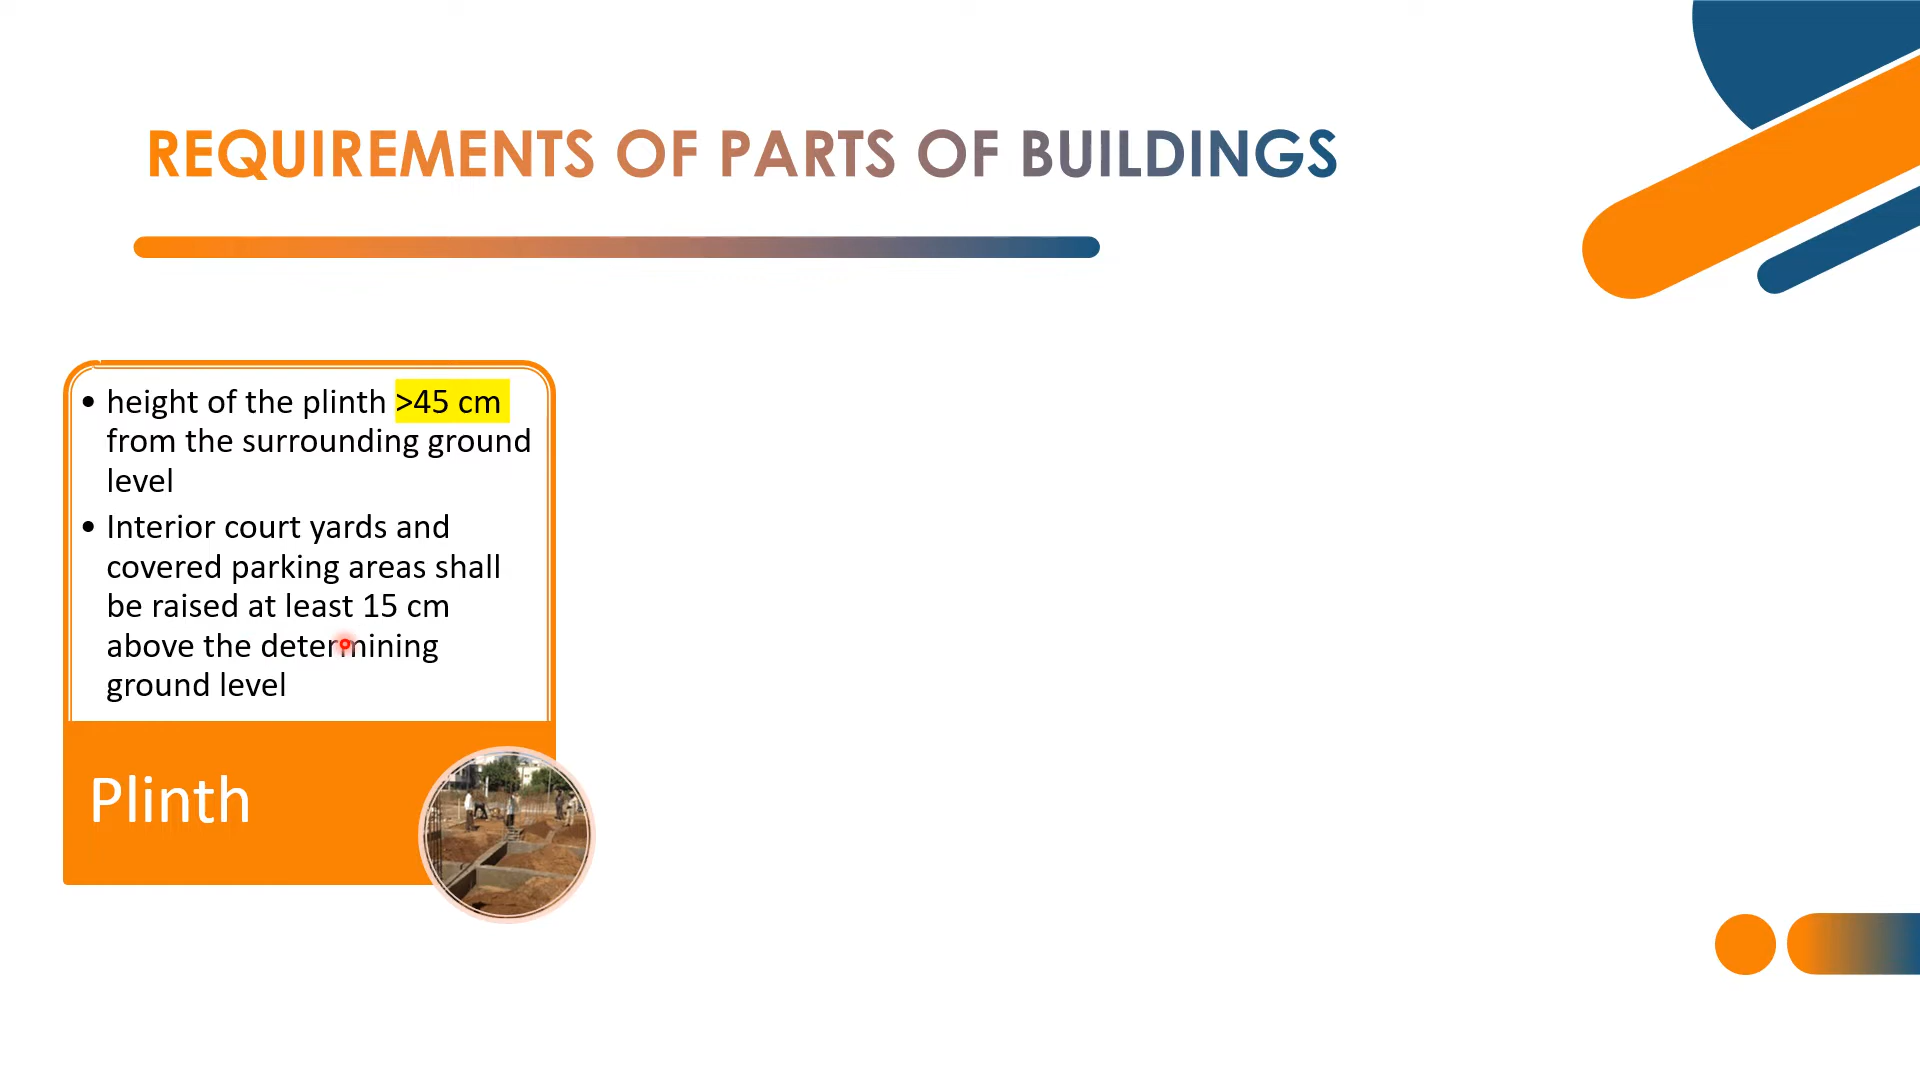 REQUIREMENTS OF PARTS OF BUILDINGS
• height of the plinth >45 cm
from the surrounding ground
level
• Interior court yards and
covered parking areas shall
be raised at least 15 cm
above the determining
ground level
Plinth